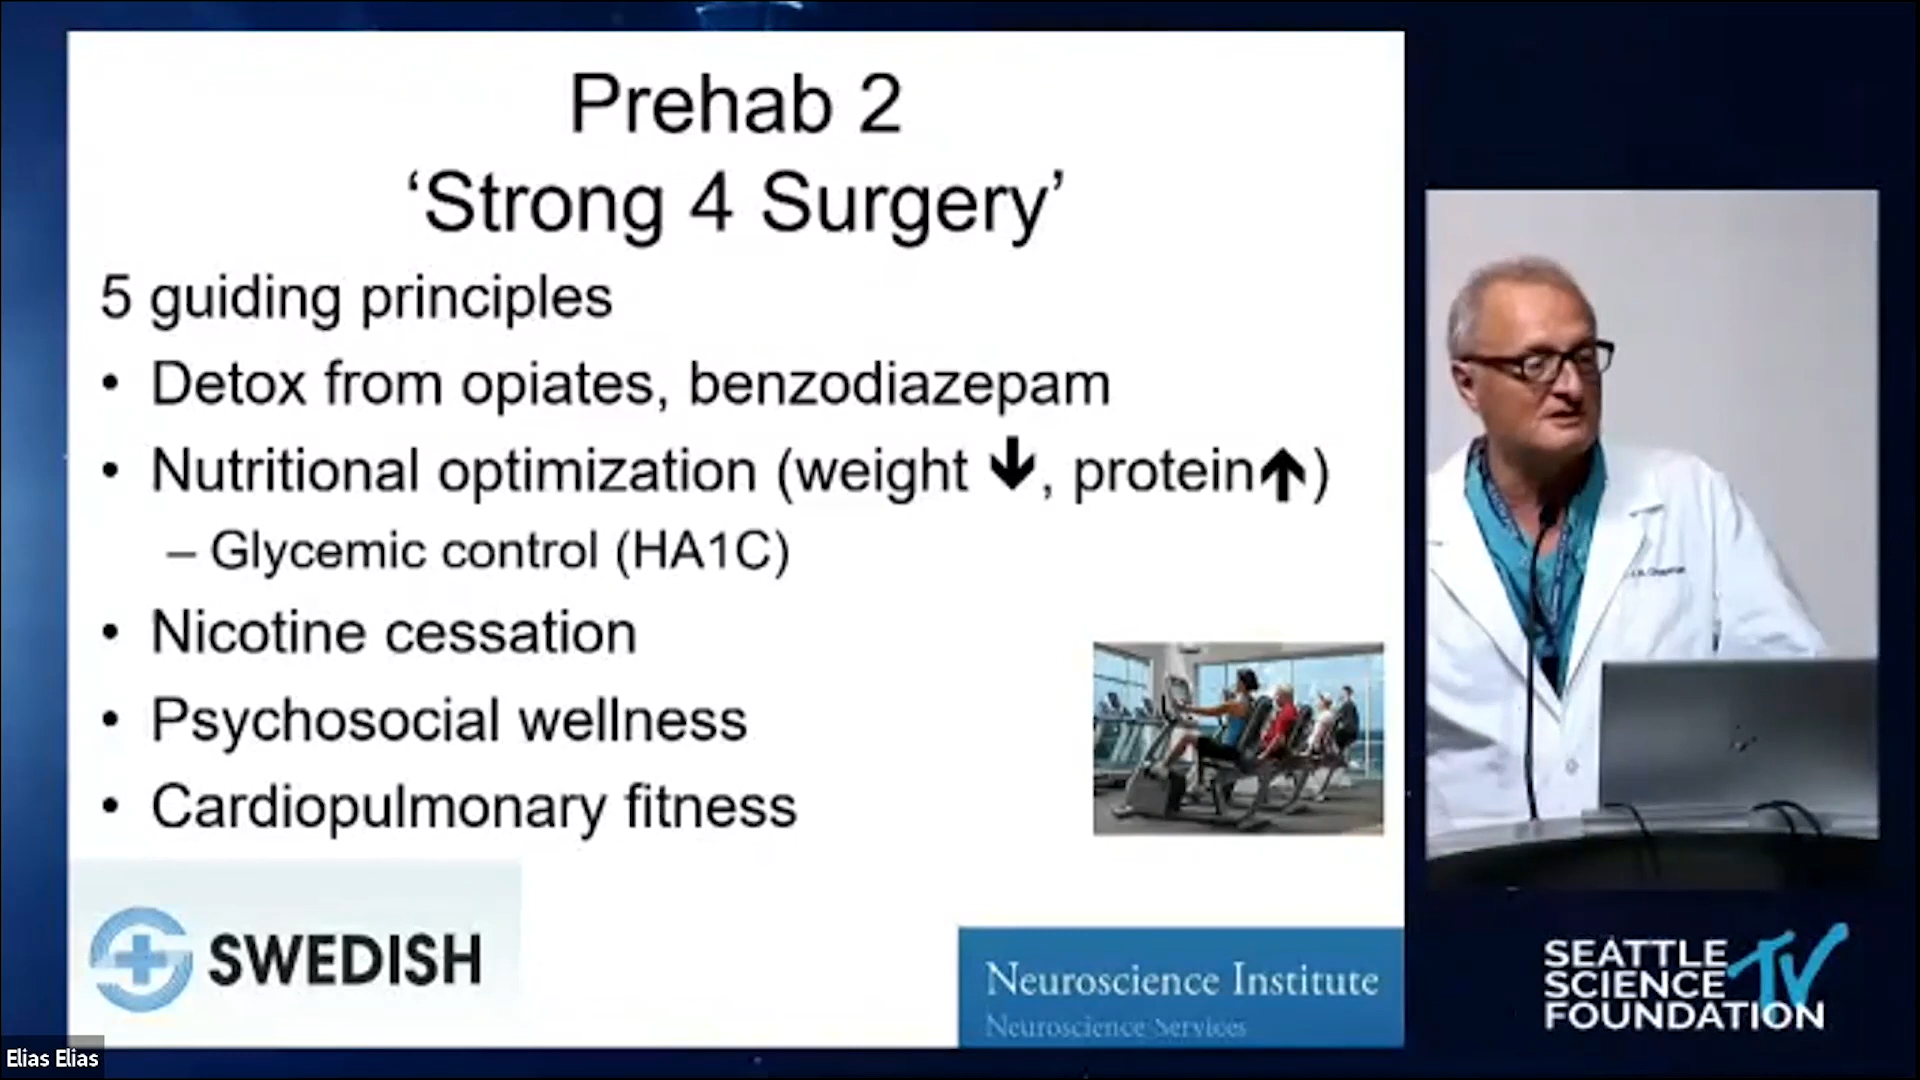 Prehab 2
‘Strong 4 Surgery’
5 guiding principles
• Detox from opiates, benzodiazepam
• Nutritional optimization (weight ↓, protein↑)
– Glycemic control (HA1C)
• Nicotine cessation
• Psychosocial wellness
• Cardiopulmonary fitness
SWEDISH
Neuroscience Institute
Neuroscience Services
SEATTLE
SCIENCE TV
FOUNDATION
Elias Elias